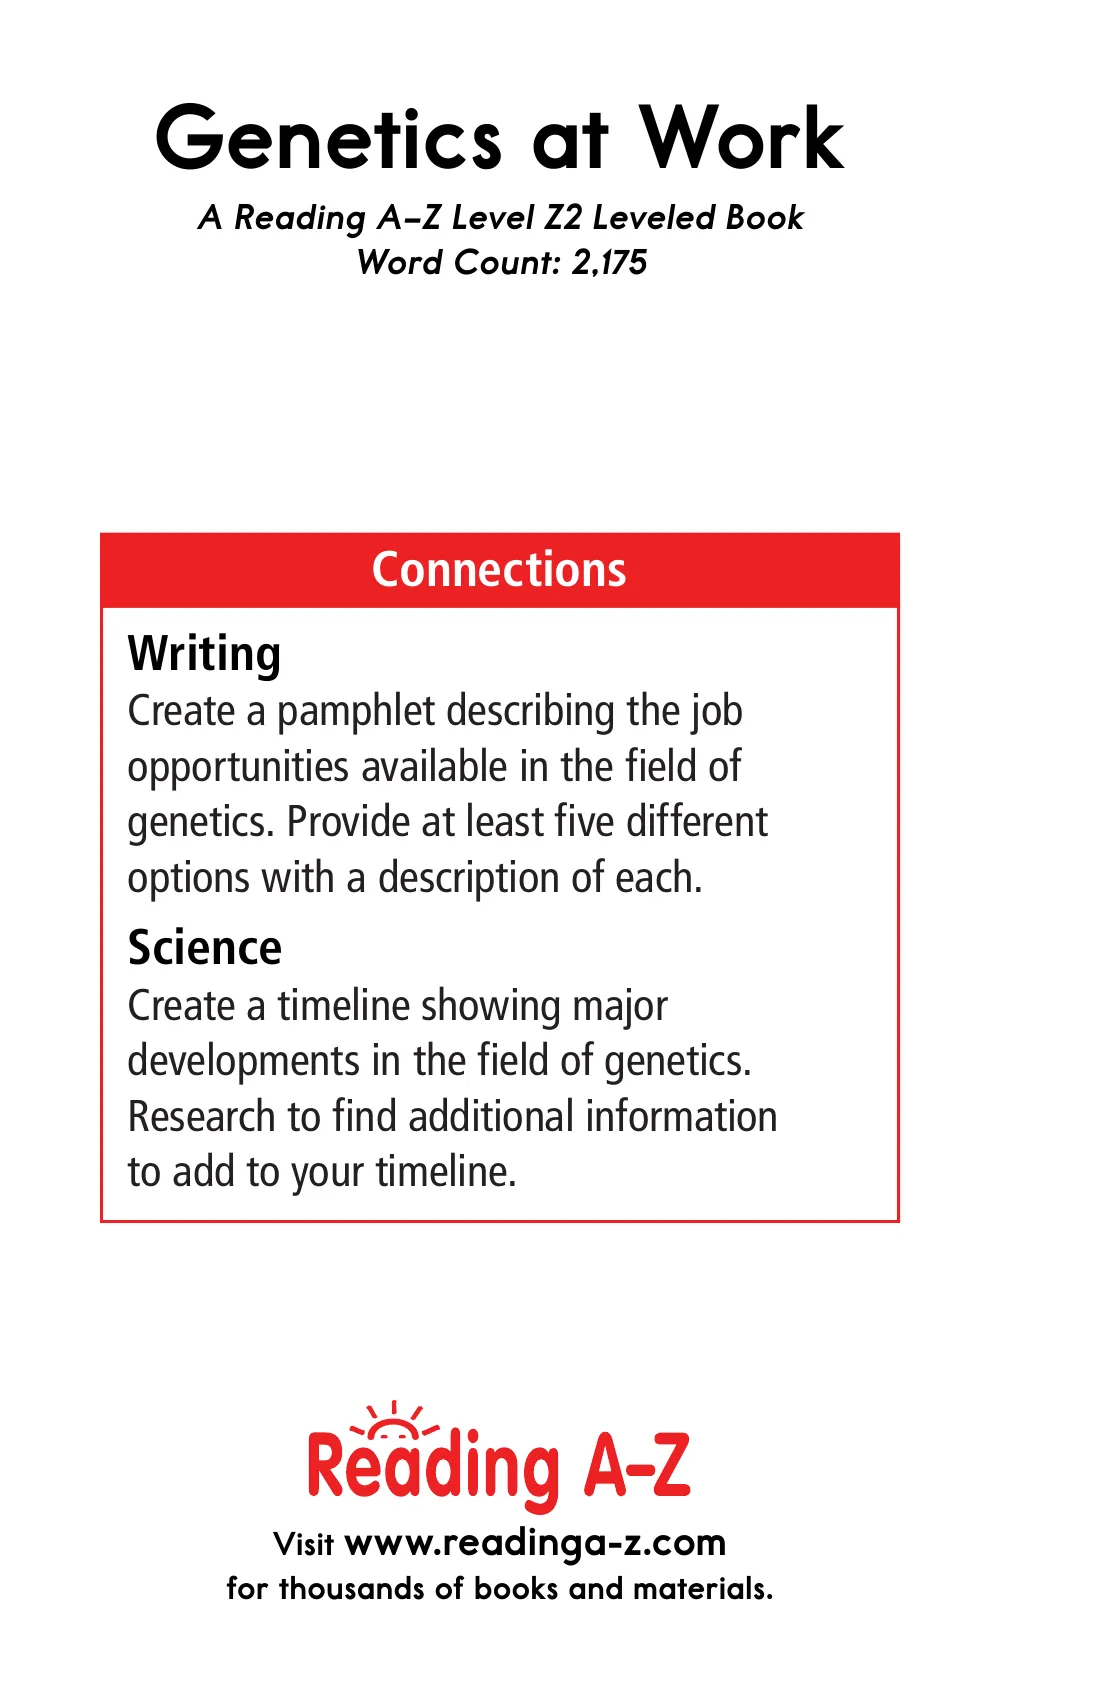 Genetics at Work
A Reading A–Z Level Z2 Leveled Book
Word Count: 2,175
Connections
Writing
Create a pamphlet describing the job
opportunities available in the field of
genetics. Provide at least five different
options with a description of each.
Science
Create a timeline showing major
developments in the field of genetics.
Research to find additional information
to add to your timeline.
Reading A–Z
Visit www.readinga-z.com
for thousands of books and materials.